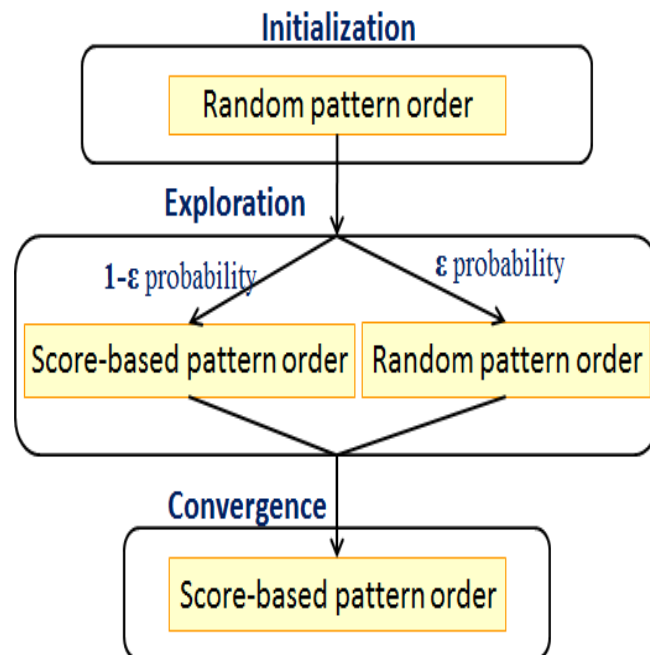 Initialization
Random pattern order
Exploration
1-ε probability
ε probability
Score-based pattern order
Random pattern order
Convergence
Score-based pattern order